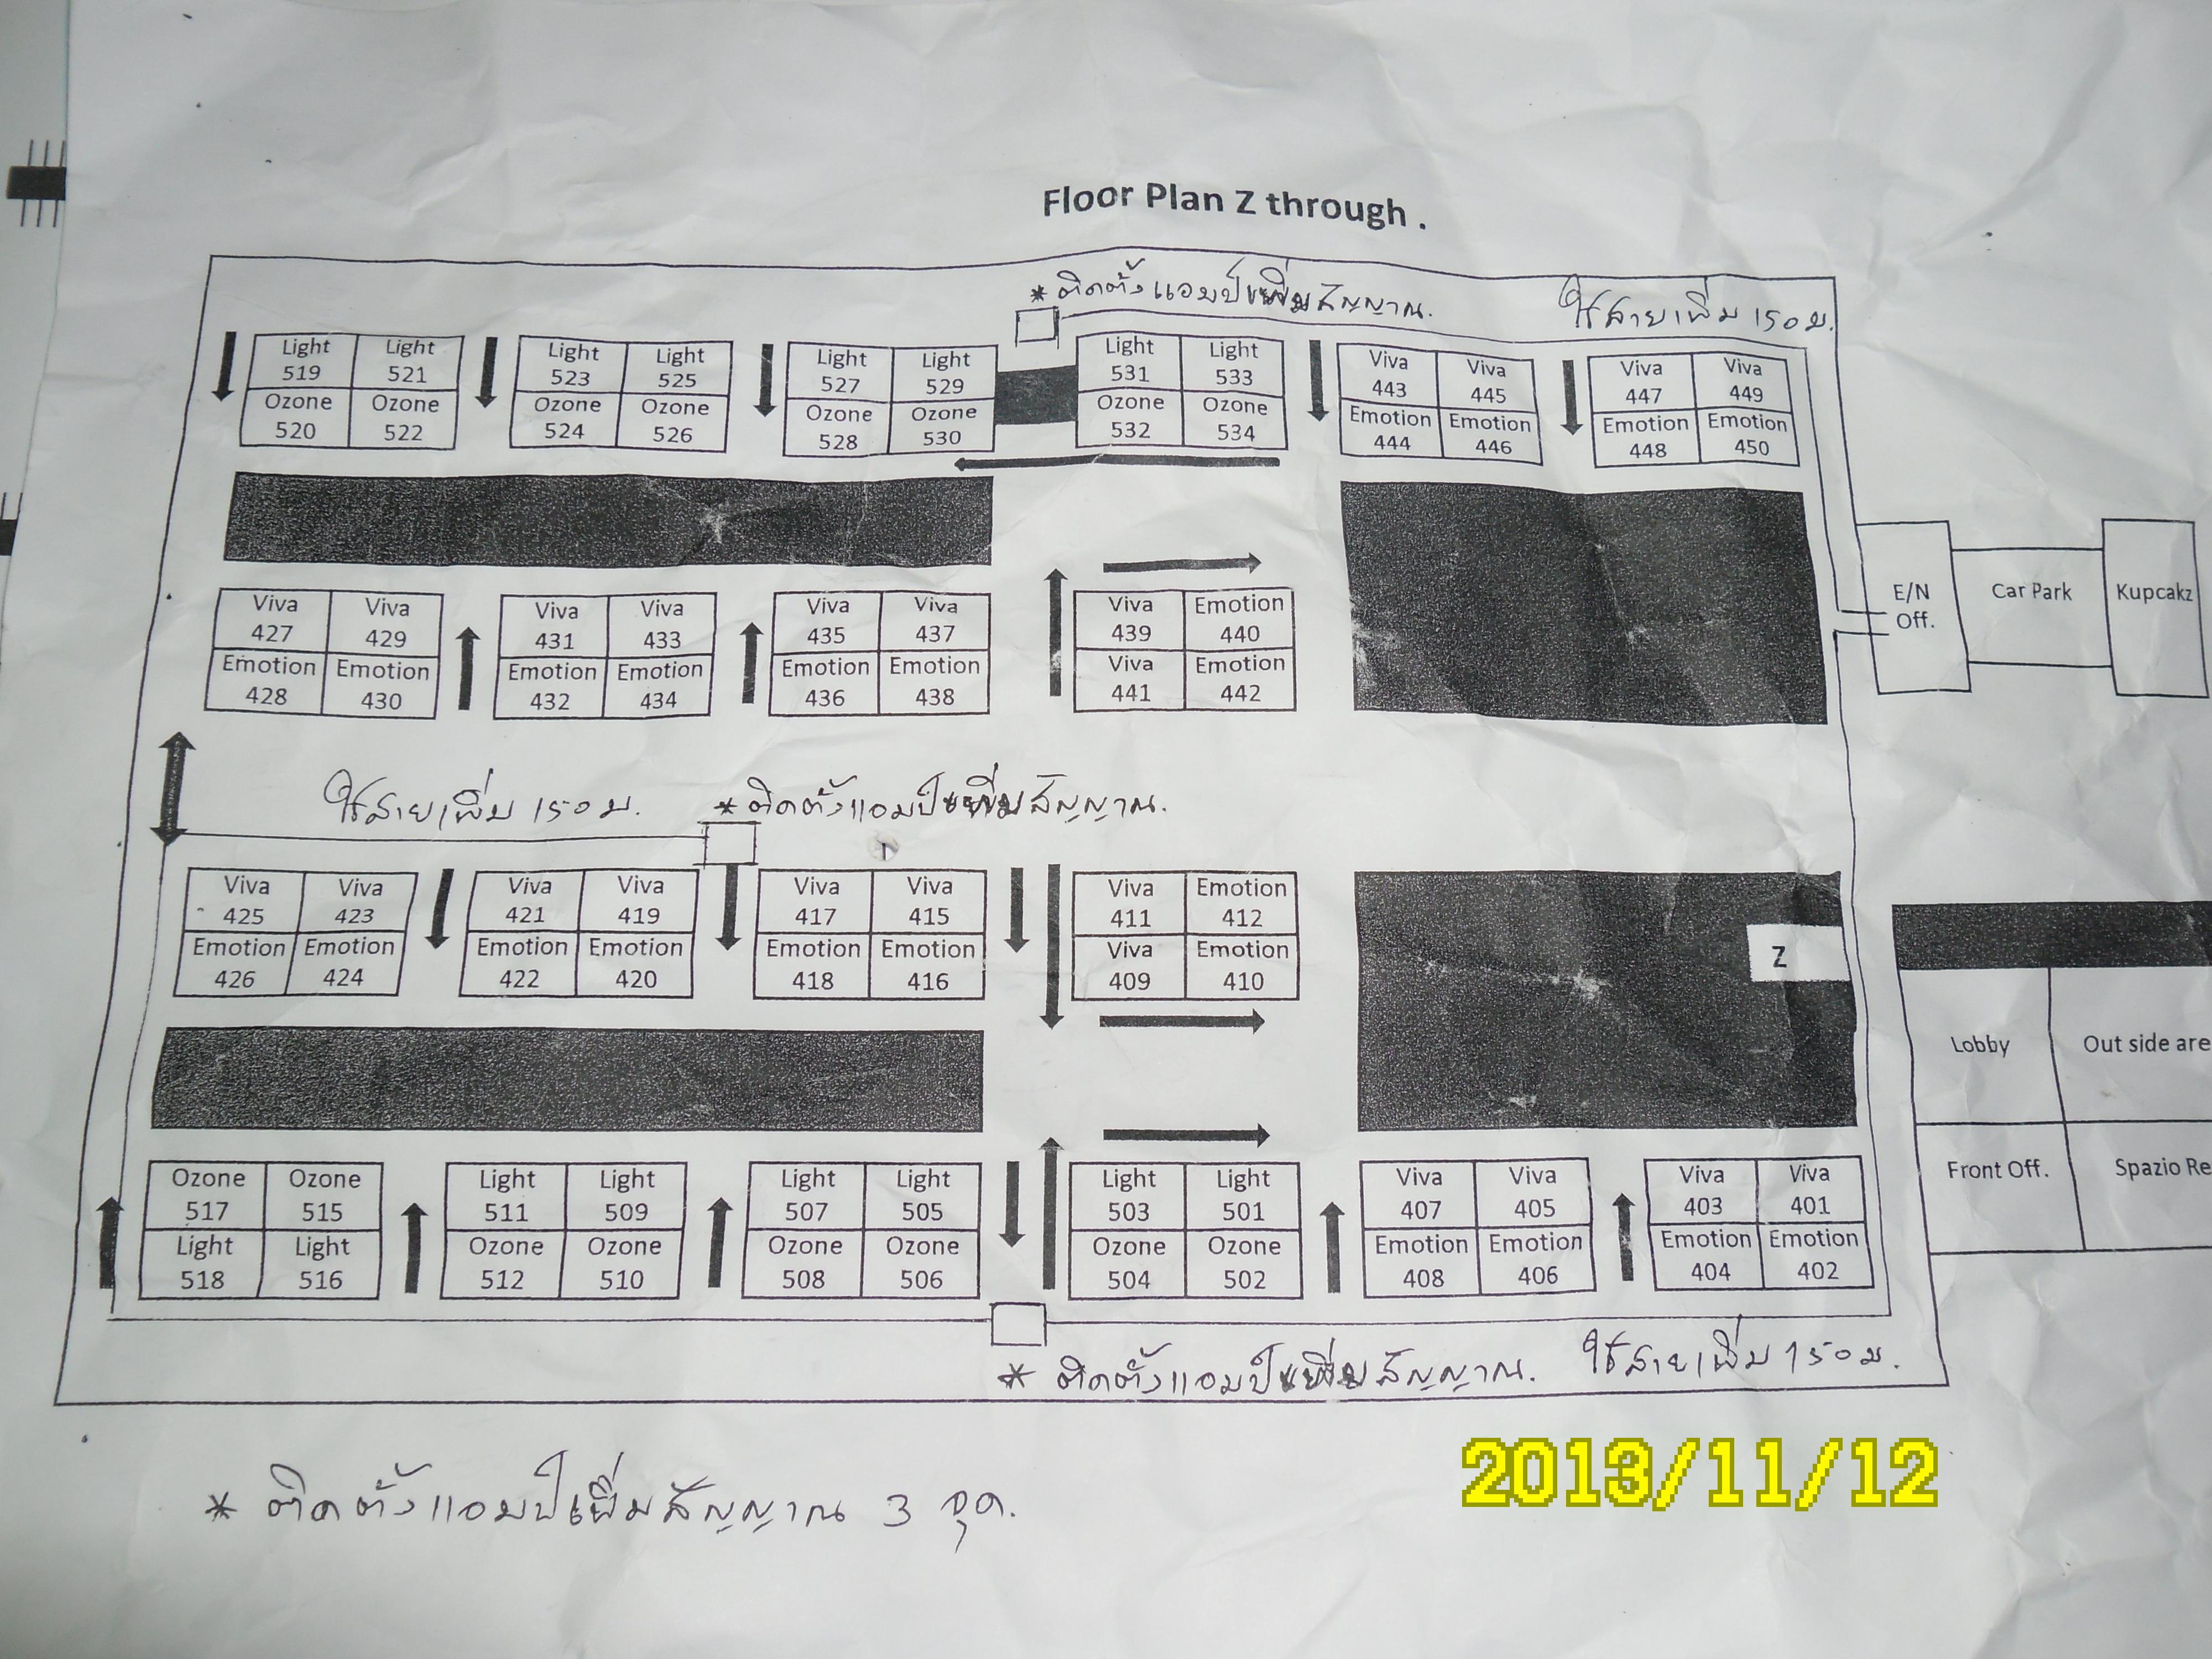 Floor Plan Z through .
* ติดตั้งแอมป์เพิ่มสัญญาณ. ใช้สายเพิ่ม 150 ม.
Light 519 Light 521 Light 523 Light 525 Light 527 Light 529 Light 531 Light 533 Viva 443 Viva 445 Viva 447 Viva 449
Ozone 520 Ozone 522 Ozone 524 Ozone 526 Ozone 528 Ozone 530 Ozone 532 Ozone 534 Emotion 444 Emotion 446 Emotion 448 Emotion 450
E/N Off. Car Park Kupcakz
Viva 427 Viva 429 Viva 431 Viva 433 Viva 435 Viva 437 Viva 439 Emotion 440
Emotion 428 Emotion 430 Emotion 432 Emotion 434 Emotion 436 Emotion 438 Viva 441 Emotion 442
ใช้สายเพิ่ม 150 ม. * ติดตั้งแอมป์เพิ่มสัญญาณ.
Viva 425 Viva 423 Viva 421 Viva 419 Viva 417 Viva 415 Viva 411 Emotion 412
Emotion 426 Emotion 424 Emotion 422 Emotion 420 Emotion 418 Emotion 416 Viva 409 Emotion 410
Z
Lobby Out side are
Front Off. Spazio Re
Ozone 517 Ozone 515 Light 511 Light 509 Light 507 Light 505 Light 503 Light 501 Viva 407 Viva 405 Viva 403 Viva 401
Light 518 Light 516 Ozone 512 Ozone 510 Ozone 508 Ozone 506 Ozone 504 Ozone 502 Emotion 408 Emotion 406 Emotion 404 Emotion 402
* ติดตั้งแอมป์เพิ่มสัญญาณ. ใช้สายเพิ่ม 150 ม.
* ติดตั้งแอมป์เพิ่มสัญญาณ 3 จุด.
2013/11/12